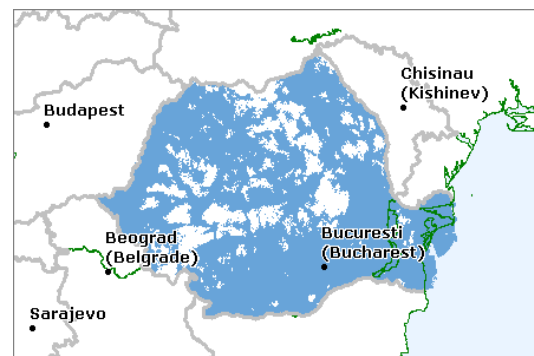 Chisinau
(Kishinev)
Budapest
Beograd
(Belgrade)
Bucuresti
(Bucharest)
Sarajevo